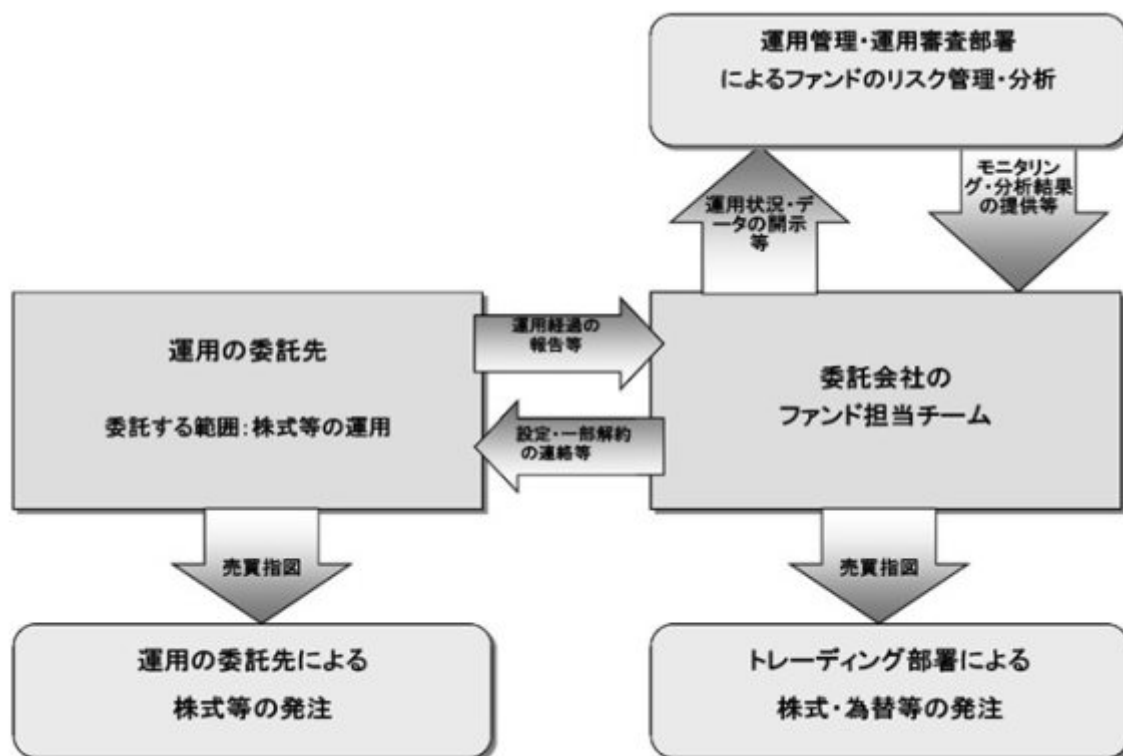 運用管理・運用審査部署
によるファンドのリスク管理・分析
運用状況・デ
ータの開示
等
モニタリン
グ・分析結果
の提供等
運用の委託先
委託する範囲：株式等の運用
運用経過の
報告等
設定・一部解約
の連絡等
委託会社の
ファンド担当チーム
売買指図
売買指図
運用の委託先による
株式等の発注
トレーディング部署による
株式・為替等の発注